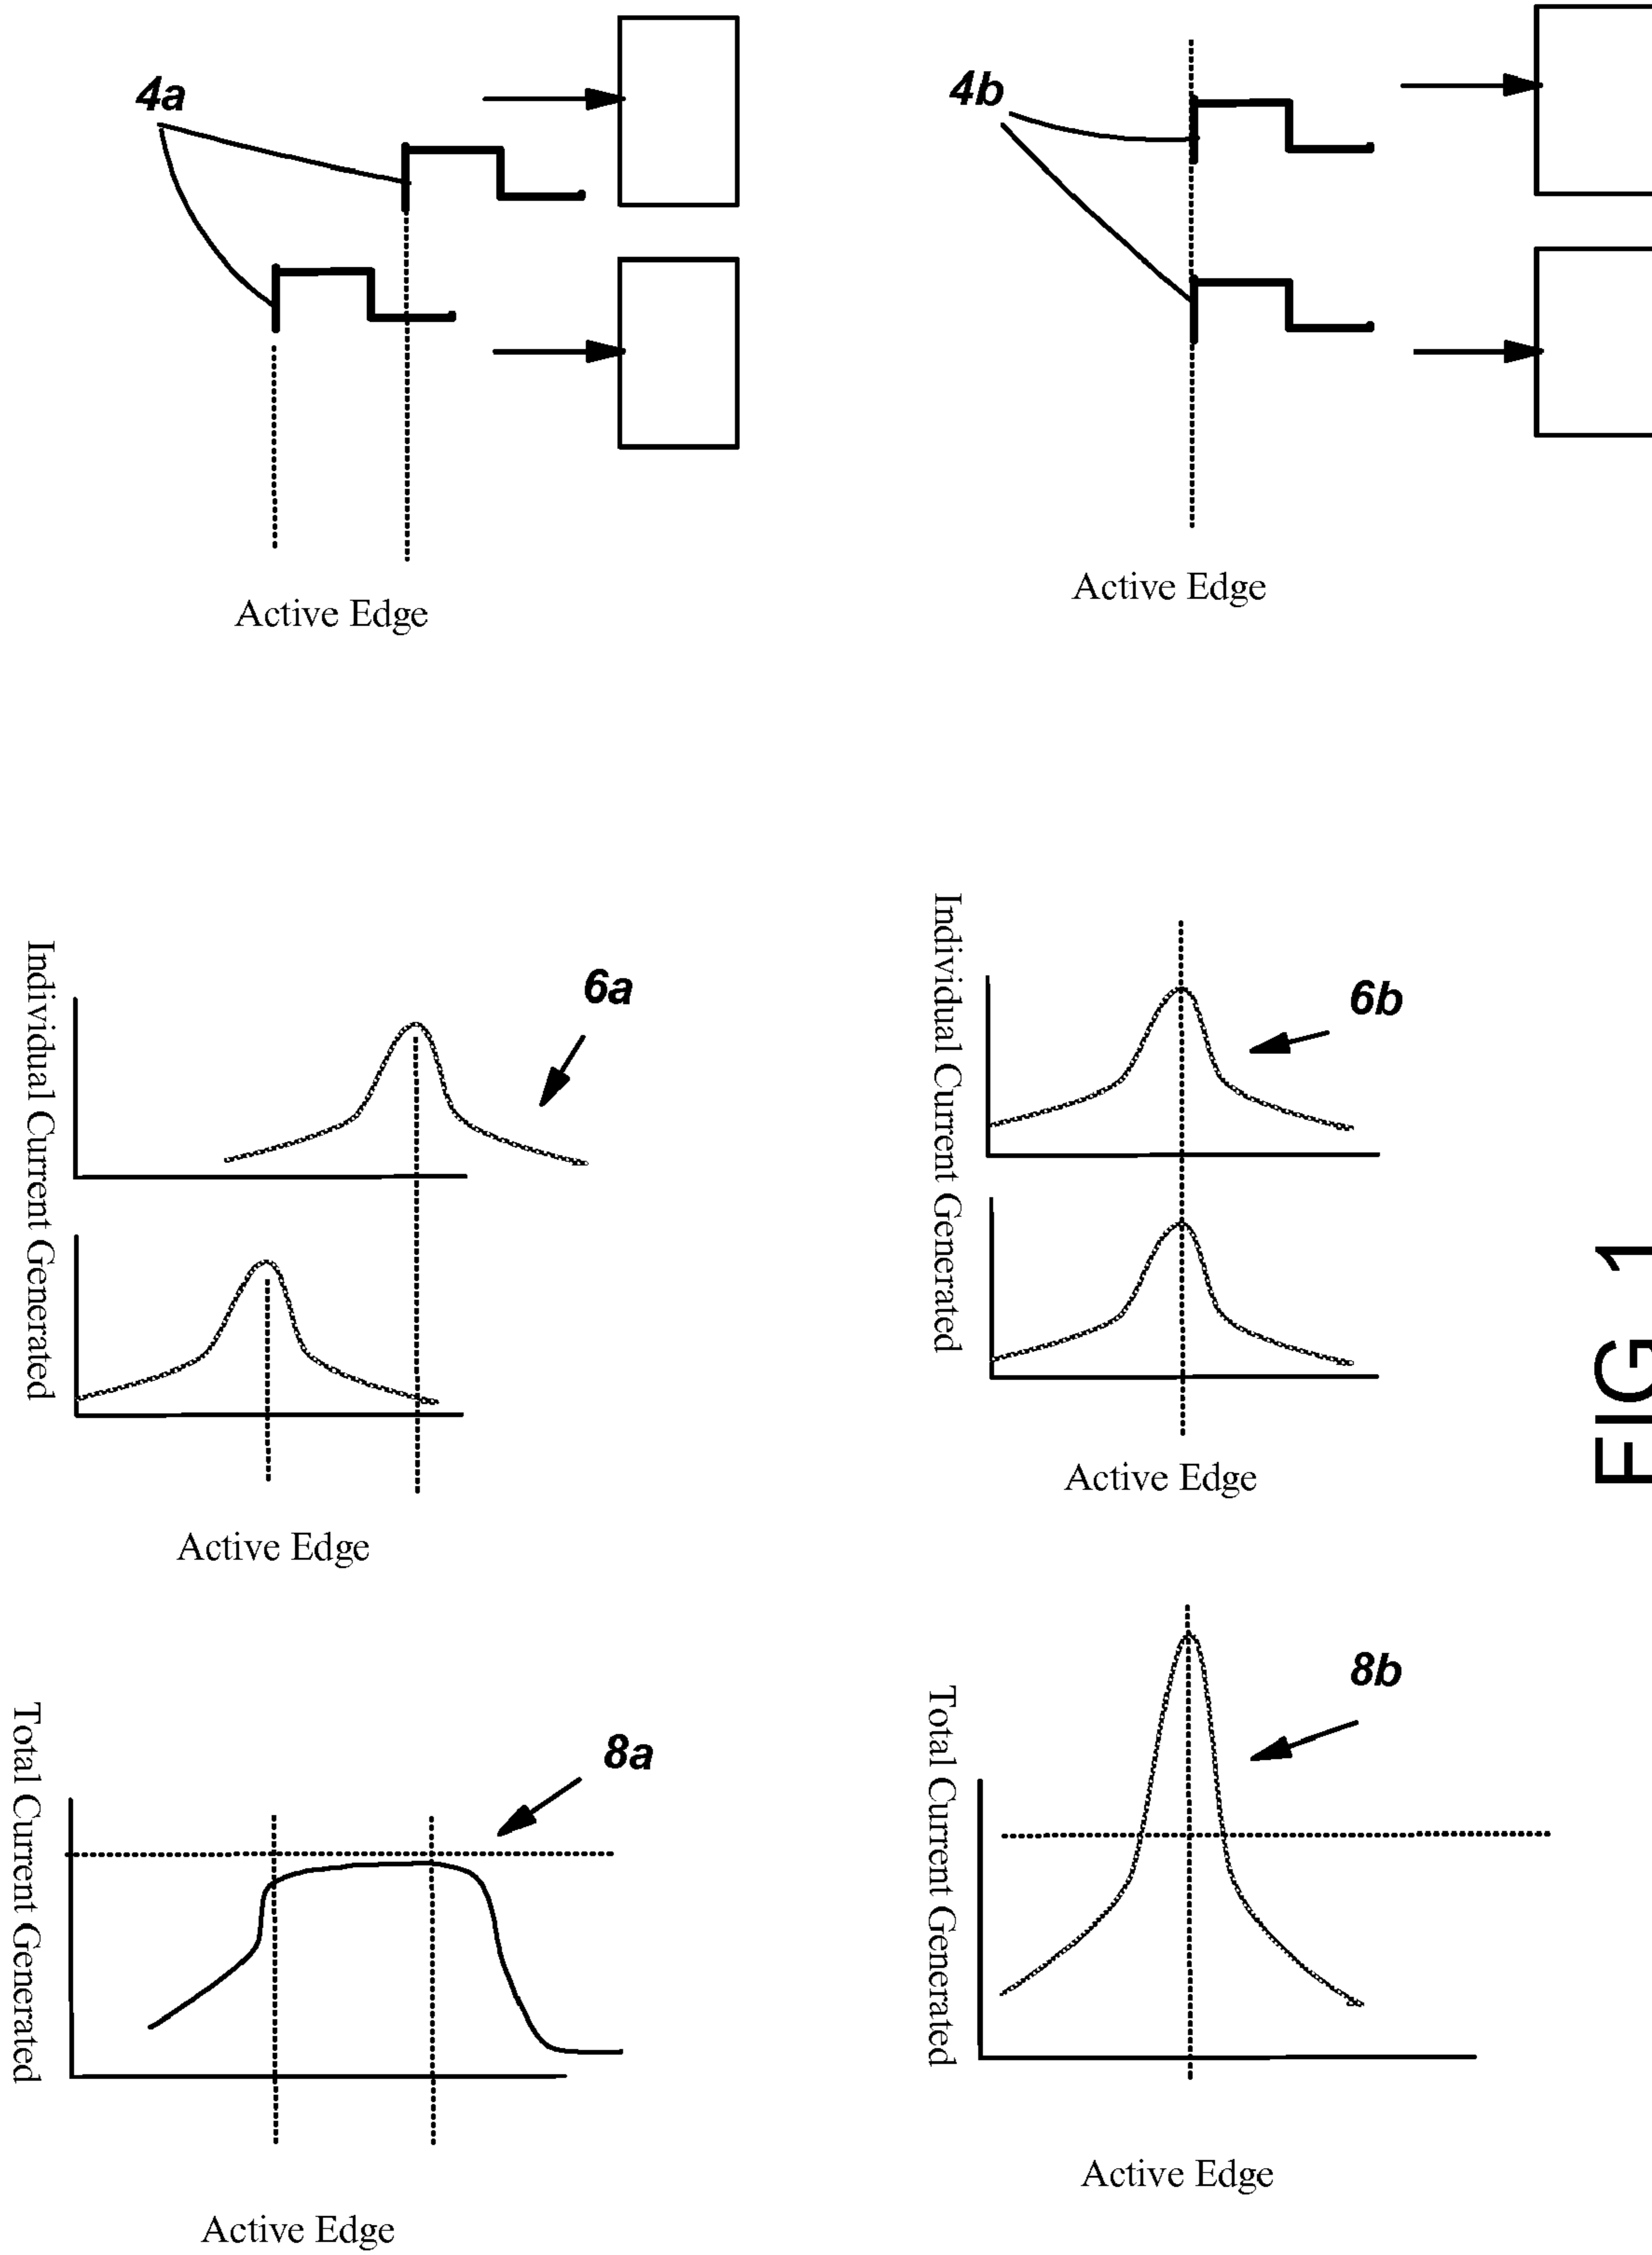 4a
4b
Active Edge
Active Edge
Individual Current Generated
6a
Individual Current Generated
6b
Active Edge
Active Edge
Total Current Generated
8a
Total Current Generated
8b
Active Edge
Active Edge
FIG 1